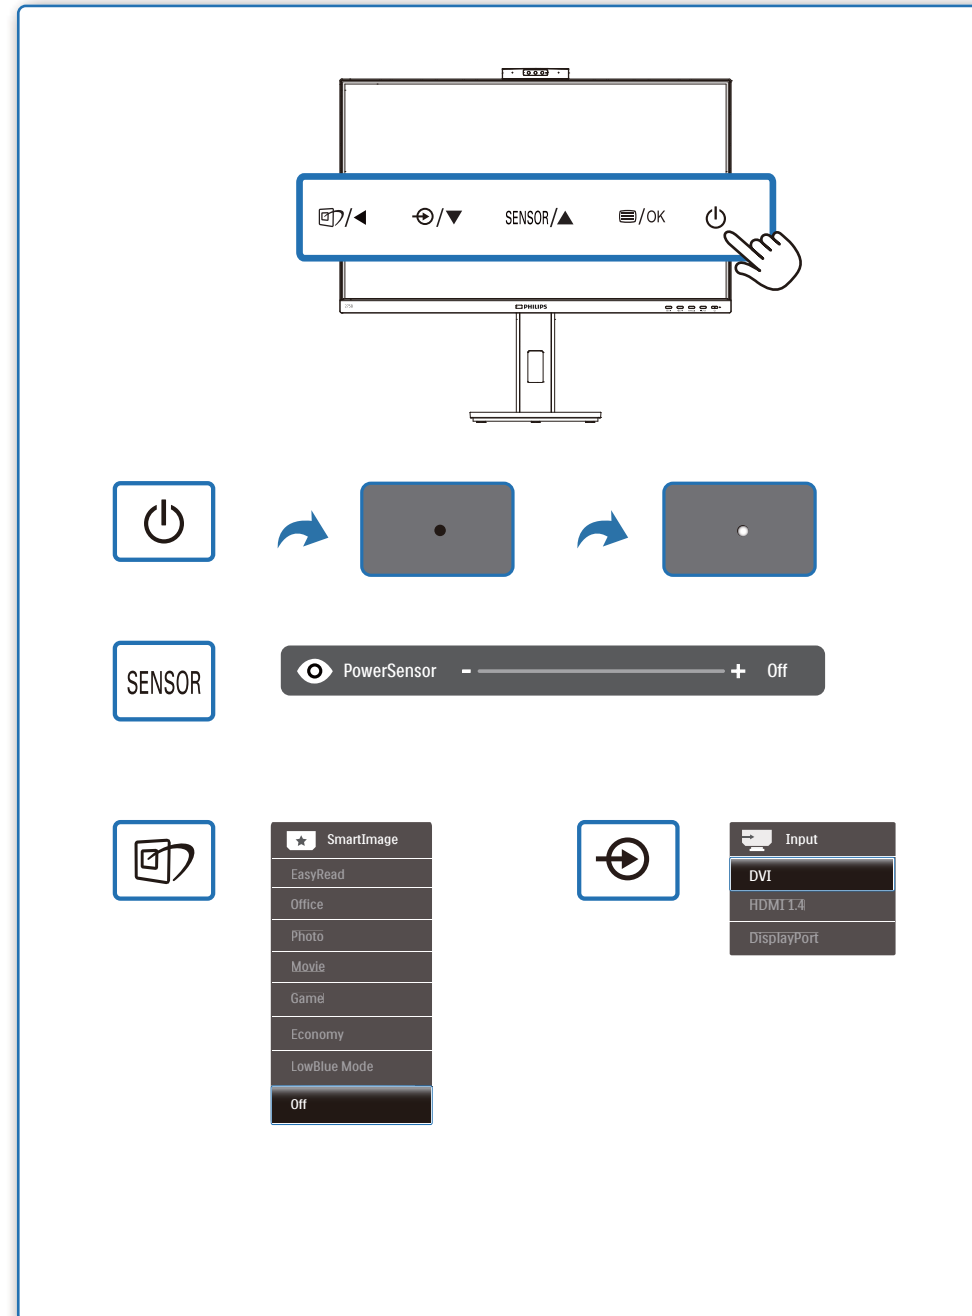 SENSOR/▲
/OK
PHILIPS
SENSOR
PowerSensor - + Off
SmartImage
EasyRead
Office
Photo
Movie
Game
Economy
LowBlue Mode
Off
Input
DVI
HDMI 1.4
DisplayPort